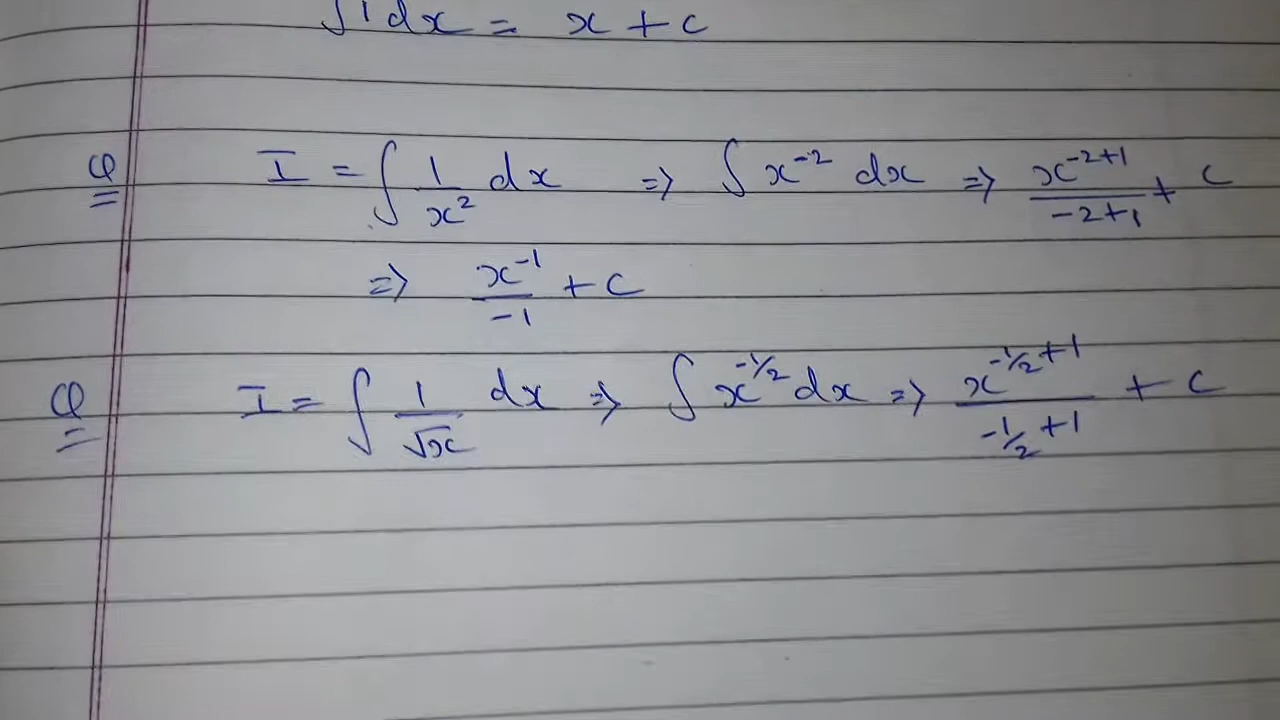 ∫ 1 dx = x + c
Q I = ∫ 1/x² dx ⇒ ∫ x⁻² dx ⇒ x^(-2+1)/(-2+1) + c
⇒ x⁻¹/-1 + c
Q I = ∫ 1/√x dx ⇒ ∫ x^(-1/2) dx ⇒ x^(-1/2+1)/(-1/2+1) + c